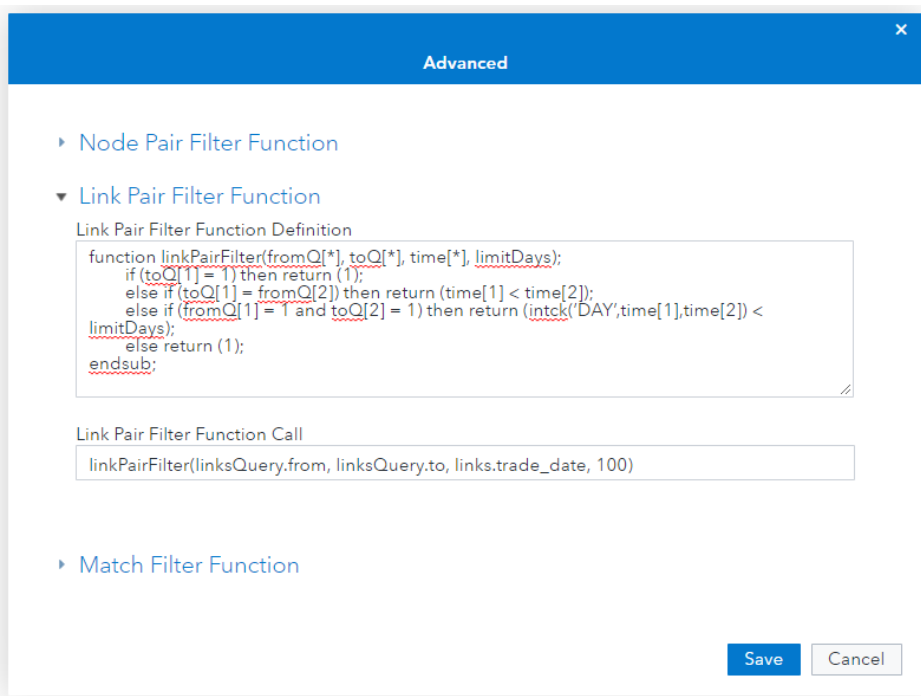 ×
Advanced
Node Pair Filter Function
Link Pair Filter Function
Link Pair Filter Function Definition
function linkPairFilter(fromQ[*], toQ[*], time[*], limitDays);
if (toQ[1] = 1) then return (1);
else if (toQ[1] = fromQ[2]) then return (time[1] < time[2]);
else if (fromQ[1] = 1 and toQ[2] = 1) then return (intck('DAY',time[1],time[2]) <
limitDays);
else return (1);
endsub;
Link Pair Filter Function Call
linkPairFilter(linksQuery.from, linksQuery.to, links.trade_date, 100)
Match Filter Function
Save Cancel